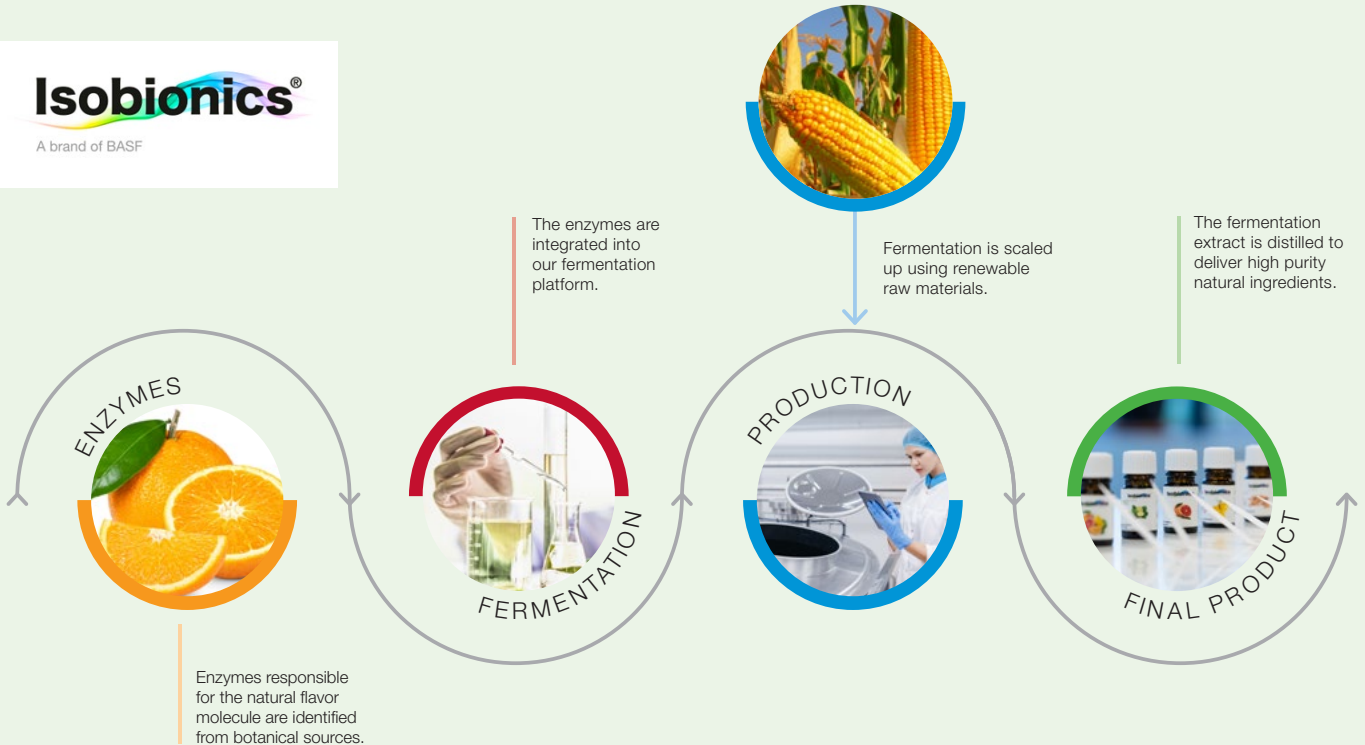 Isobionics®
A brand of BASF
ENZYMES
Enzymes responsible
for the natural flavor
molecule are identified
from botanical sources.
The enzymes are
integrated into
our fermentation
platform.
FERMENTATION
Fermentation is scaled
up using renewable
raw materials.
PRODUCTION
The fermentation
extract is distilled to
deliver high purity
natural ingredients.
FINAL PRODUCT